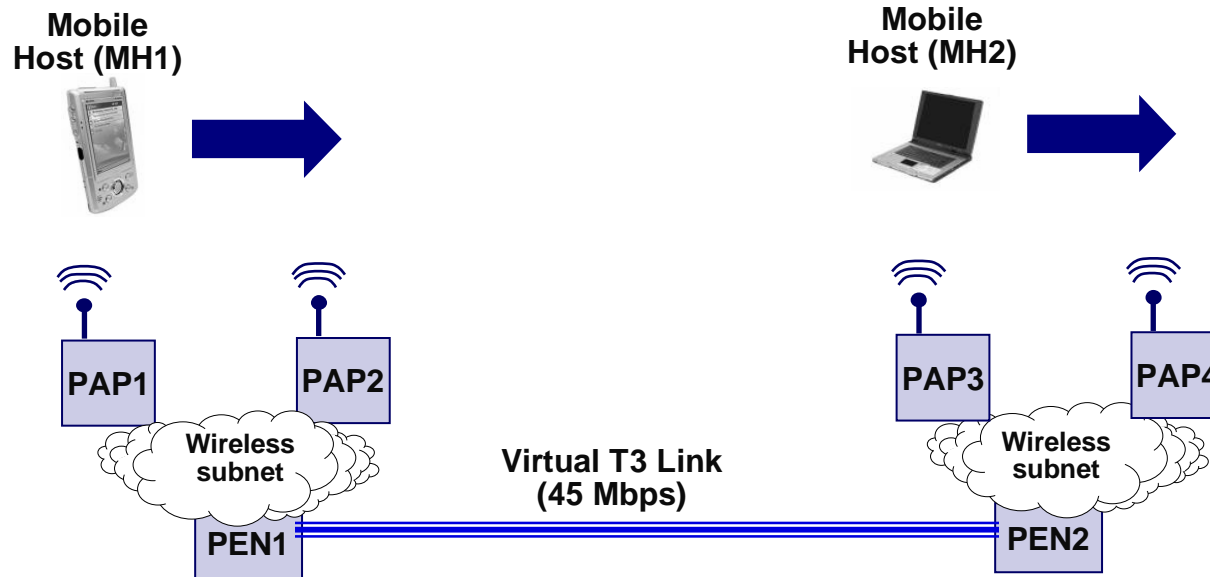 Mobile
Host (MH1)
Mobile
Host (MH2)
PAP1
PAP2
PAP3
PAP4
Wireless
subnet
Wireless
subnet
Virtual T3 Link
(45 Mbps)
PEN1
PEN2